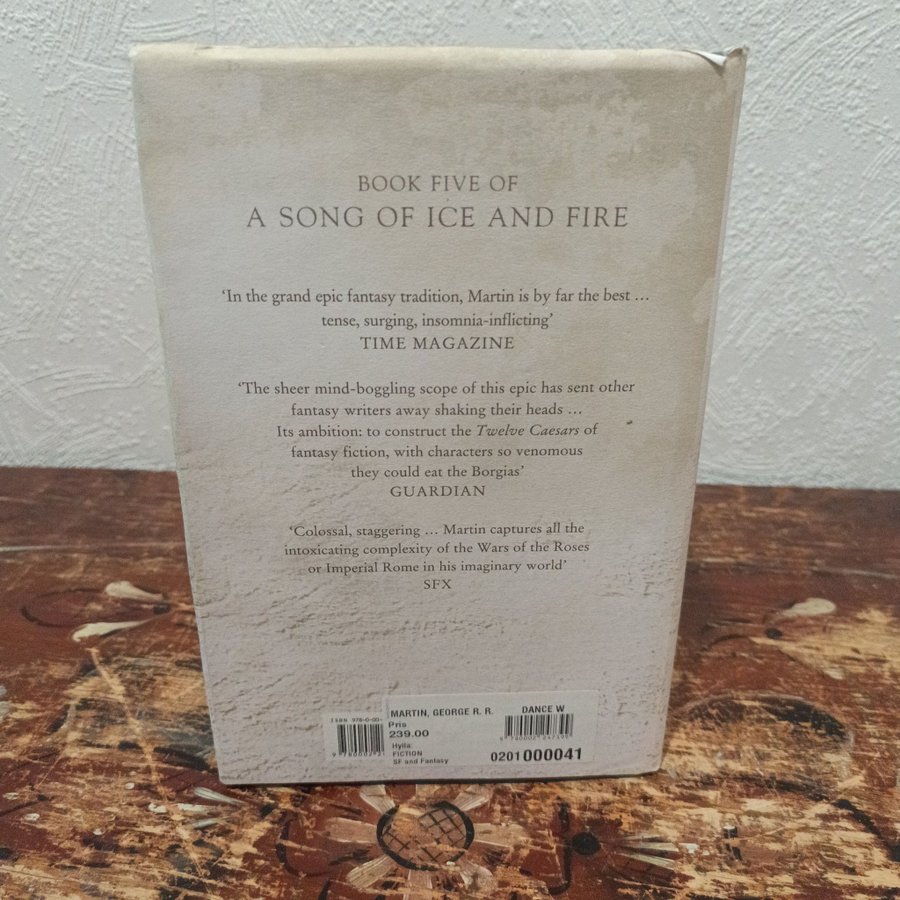 BOOK FIVE OF
A SONG OF ICE AND FIRE
‘In the grand epic fantasy tradition, Martin is by far the best …
tense, surging, insomnia-inflicting’
TIME MAGAZINE
‘The sheer mind-boggling scope of this epic has sent other
fantasy writers away shaking their heads …
Its ambition: to construct the Twelve Caesars of
fantasy fiction, with characters so venomous
they could eat the Borgias’
GUARDIAN
‘Colossal, staggering … Martin captures all the
intoxicating complexity of the Wars of the Roses
or Imperial Rome in his imaginary world’
SFX
ISBN 978-0-00-
MARTIN, GEORGE R. R. DANCE W
Pris
239.00
Hylla:
FICTION
SF and Fantasy
0201000041